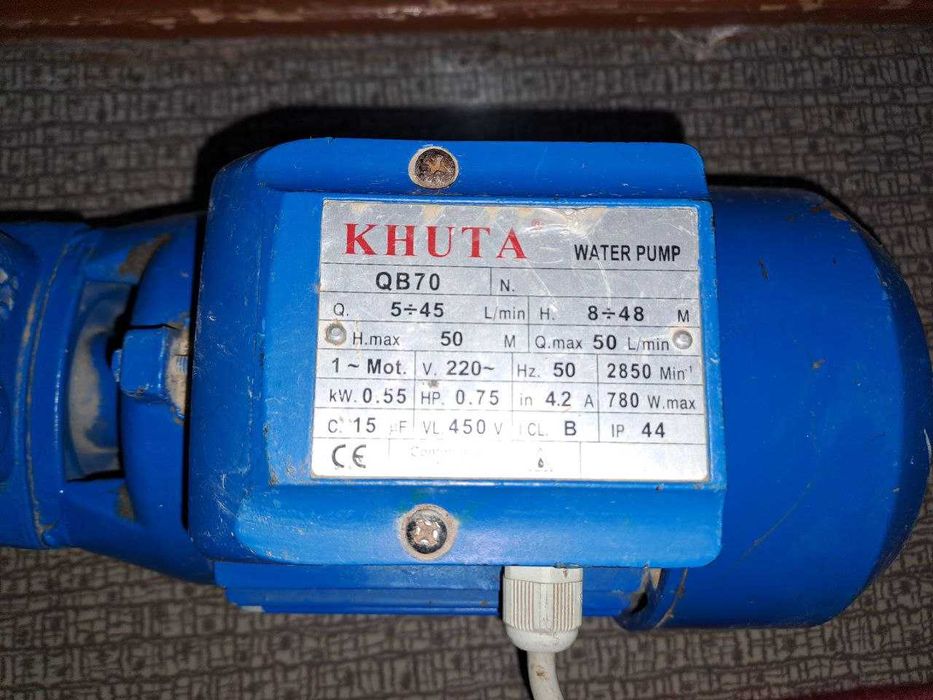 KHUTA ® WATER PUMP
QB70 N.
Q. 5÷45 L/min H. 8÷48 M
H.max 50 M Q.max 50 L/min
1 ~ Mot. V. 220~ Hz. 50 2850 Min⁻¹
kW. 0.55 HP. 0.75 in 4.2 A 780 W.max
C. 15 µF VL 450 V I CL. B IP 44
CE